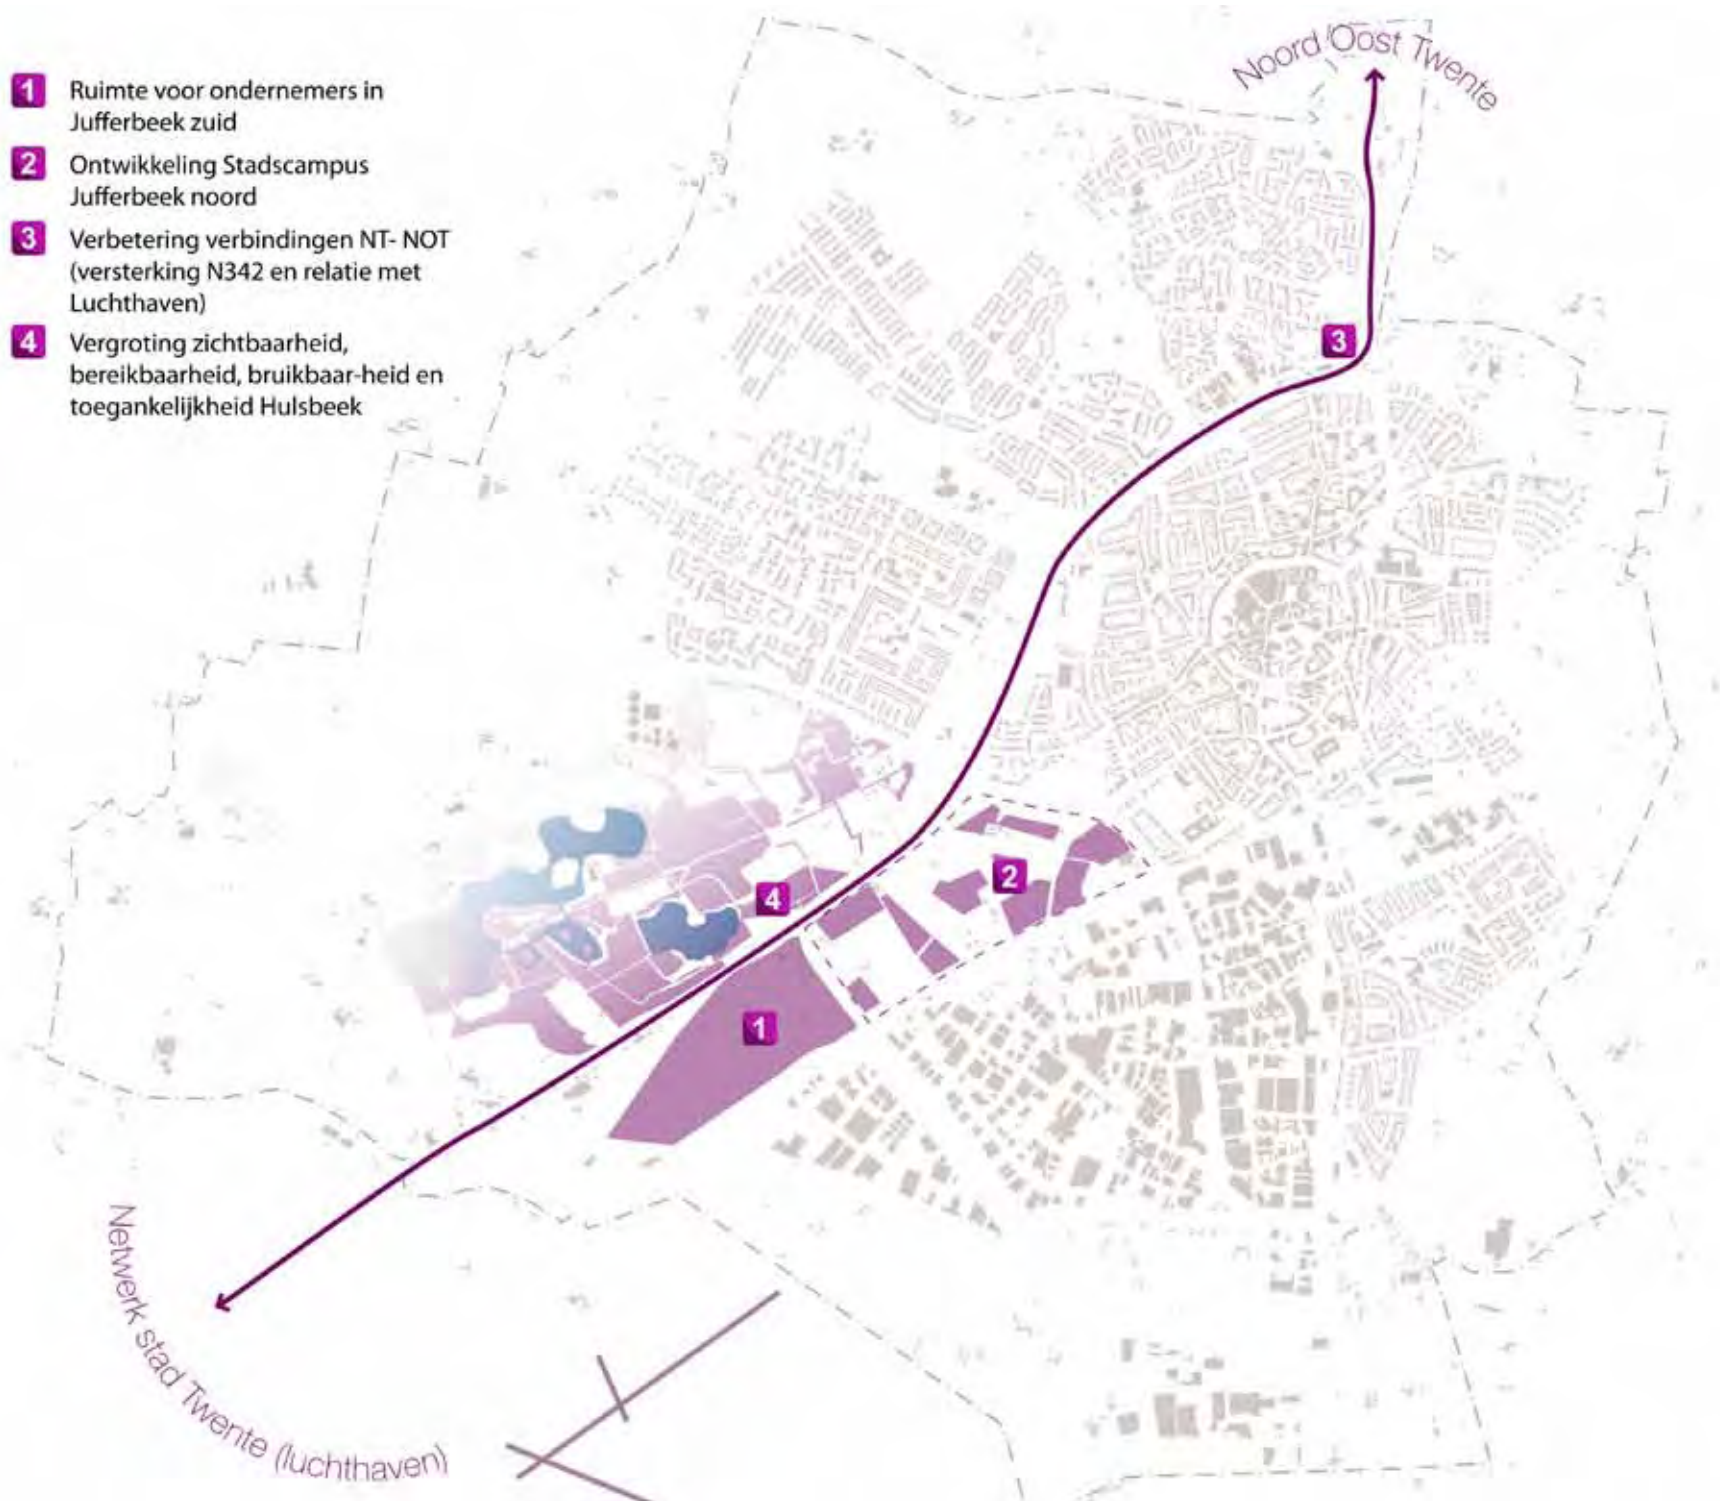 1 Ruimte voor ondernemers in
Jufferbeek zuid
2 Ontwikkeling Stadscampus
Jufferbeek noord
3 Verbetering verbindingen NT- NOT
(versterking N342 en relatie met
Luchthaven)
4 Vergroting zichtbaarheid,
bereikbaarheid, bruikbaar-heid en
toegankelijkheid Hulsbeek
Noord Oost Twente
3
2
4
1
Netwerk stad Twente (luchthaven)